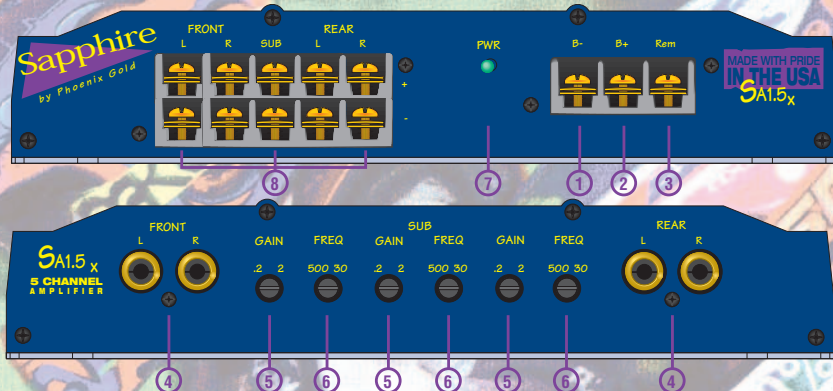 FRONT REAR
L R SUB L R
PWR
B- B+ Rem
Sapphire
by Phoenix Gold
+
-
MADE WITH PRIDE
IN THE USA
SA1.5x
8 7 1 2 3
FRONT SUB REAR
L R GAIN FREQ GAIN FREQ GAIN FREQ L R
.2 2 500 30 .2 2 500 30 .2 2 500 30
SA1.5x
5 CHANNEL
AMPLIFIER
4 5 6 5 6 5 6 4